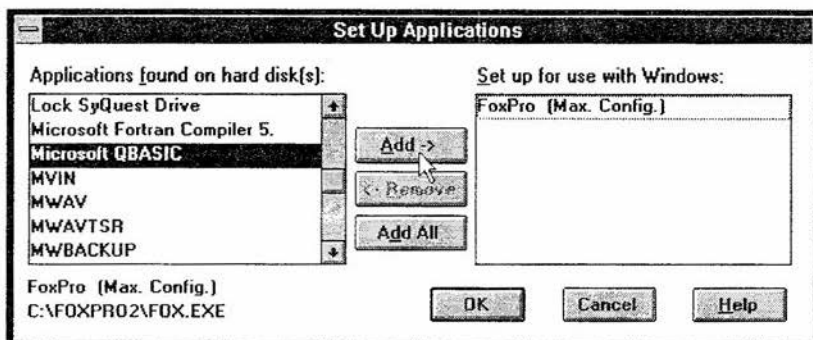 Set Up Applications
Applications found on hard disk(s):
Lock SyQuest Drive
Microsoft Fortran Compiler 5.
Microsoft QBASIC
MVIN
MWAV
MWAVTSR
MWBACKUP
Add ->
<- Remove
Add All
Set up for use with Windows:
FoxPro (Max. Config.)
FoxPro (Max. Config.)
C:\FOXPRO2\FOX.EXE
OK
Cancel
Help